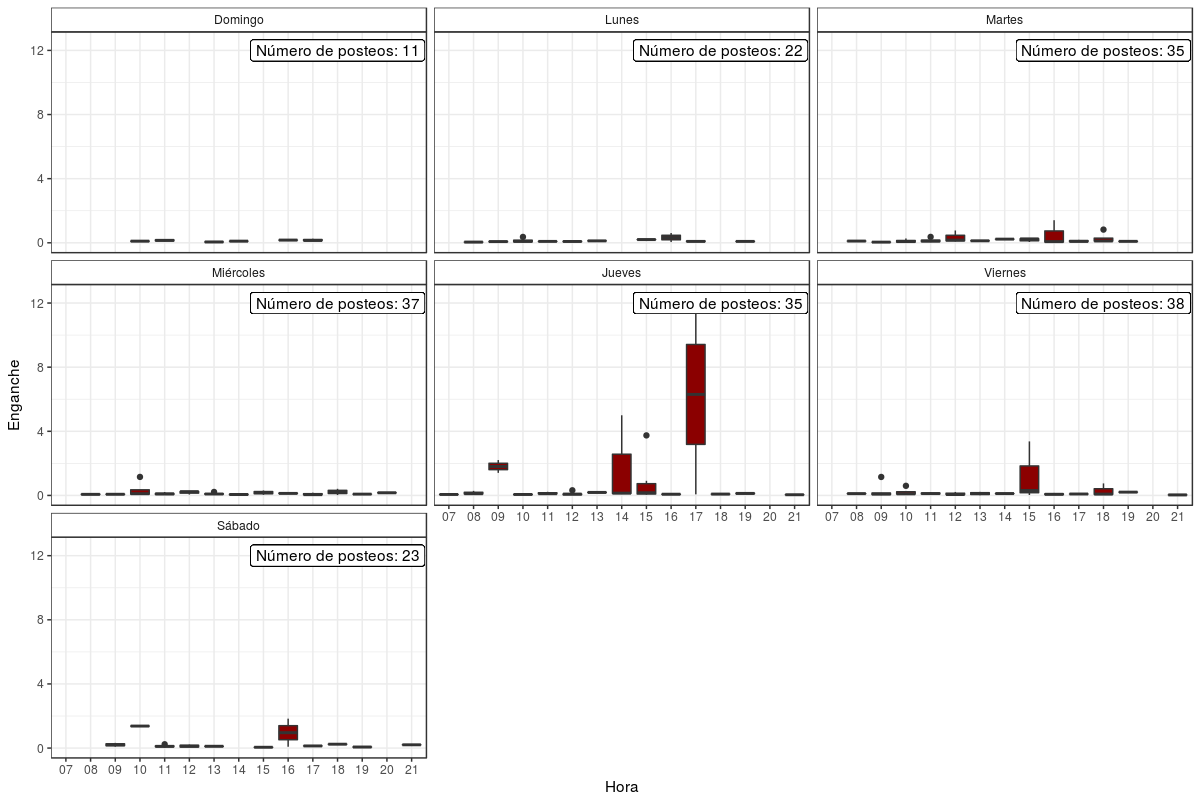 Domingo
Lunes
Martes
Número de posteos: 11
Número de posteos: 22
Número de posteos: 35
12
8
4
0
Miércoles
Jueves
Viernes
Número de posteos: 37
Número de posteos: 35
Número de posteos: 38
12
8
4
0
07 08 09 10 11 12 13 14 15 16 17 18 19 20 21
07 08 09 10 11 12 13 14 15 16 17 18 19 20 21
Sábado
Número de posteos: 23
12
8
4
0
07 08 09 10 11 12 13 14 15 16 17 18 19 20 21
Enganche
Hora